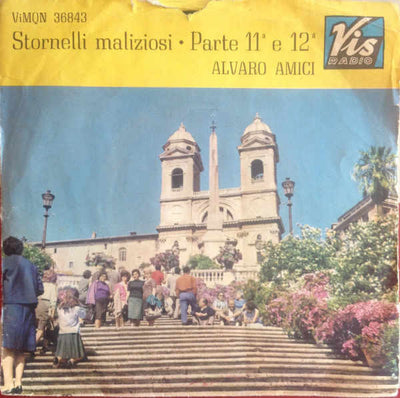 ViMQN 36843
Stornelli maliziosi • Parte 11ª e 12ª
ALVARO AMICI
Vis
RADIO